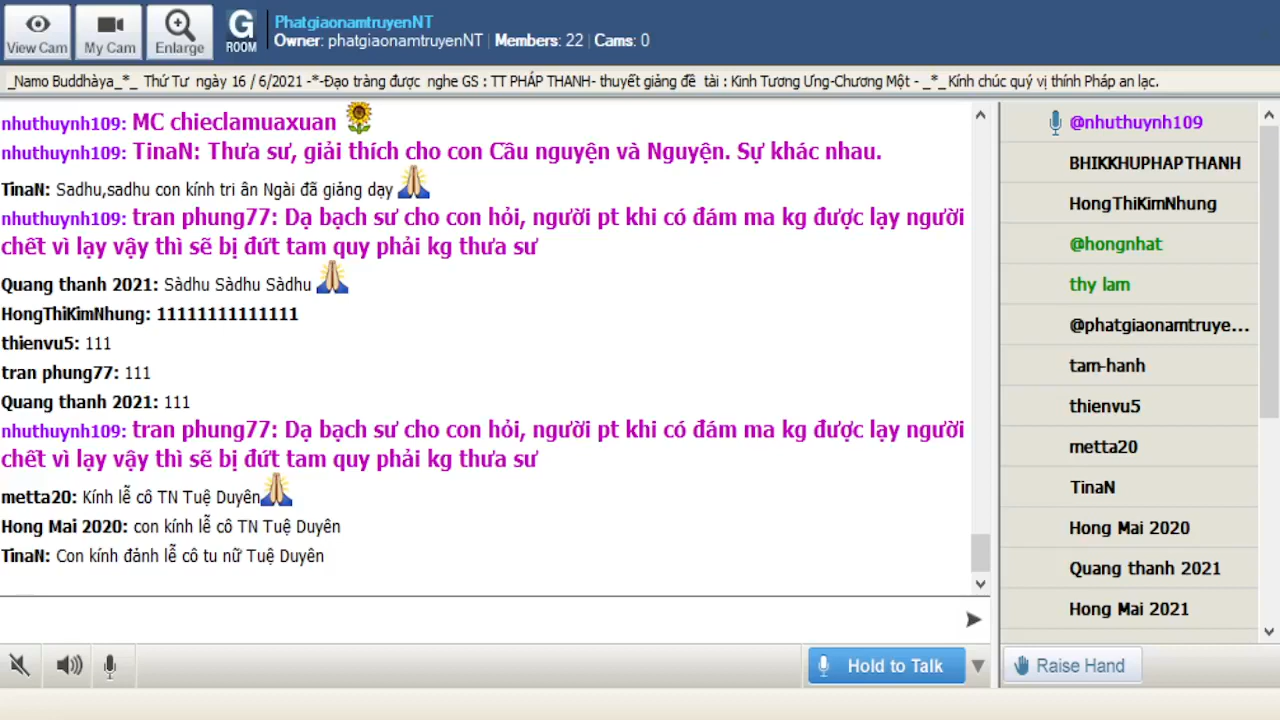 View Cam
My Cam
Enlarge
G
ROOM
PhatgiaonamtruyenNT
Owner: phatgiaonamtruyenNT | Members: 22 | Cams: 0
_Namo Buddhàya_*_ Thứ Tư ngày 16 / 6/2021 -*-Đạo tràng được nghe GS : TT PHÁP THANH- thuyết giảng đề tài : Kinh Tương Ưng-Chương Một - _*_ Kính chúc quý vị thính Pháp an lạc.
nhuthuynh109: MC chieclamuaxuan
nhuthuynh109: TinaN: Thưa sư, giải thích cho con Cầu nguyện và Nguyện. Sự khác nhau.
TinaN: Sadhu,sadhu con kính tri ân Ngài đã giảng dạy
nhuthuynh109: tran phung77: Dạ bạch sư cho con hỏi, người pt khi có đám ma kg được lạy người
chết vì lạy vậy thì sẽ bị đứt tam quy phải kg thưa sư
Quang thanh 2021: Sàdhu Sàdhu Sàdhu
HongThiKimNhung: 11111111111111
thienvu5: 111
tran phung77: 111
Quang thanh 2021: 111
nhuthuynh109: tran phung77: Dạ bạch sư cho con hỏi, người pt khi có đám ma kg được lạy người
chết vì lạy vậy thì sẽ bị đứt tam quy phải kg thưa sư
metta20: Kính lễ cô TN Tuệ Duyên
Hong Mai 2020: con kính lễ cô TN Tuệ Duyên
TinaN: Con kính đảnh lễ cô tu nữ Tuệ Duyên
@nhuthuynh109
BHIKKHUPHAPTHANH
HongThiKimNhung
@hongnhat
thy lam
@phatgiaonamtruye...
tam-hanh
thienvu5
metta20
TinaN
Hong Mai 2020
Quang thanh 2021
Hong Mai 2021
Hold to Talk
Raise Hand